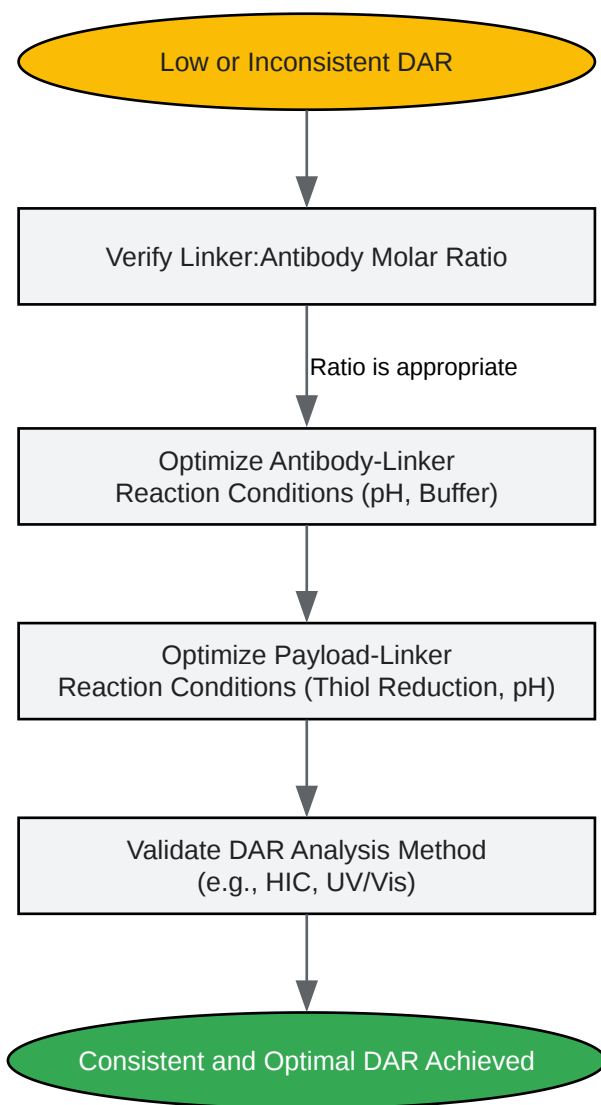 Low or Inconsistent DAR
Verify Linker:Antibody Molar Ratio
Ratio is appropriate
Optimize Antibody-Linker
Reaction Conditions (pH, Buffer)
Optimize Payload-Linker
Reaction Conditions (Thiol Reduction, pH)
Validate DAR Analysis Method
(e.g., HIC, UV/Vis)
Consistent and Optimal DAR Achieved